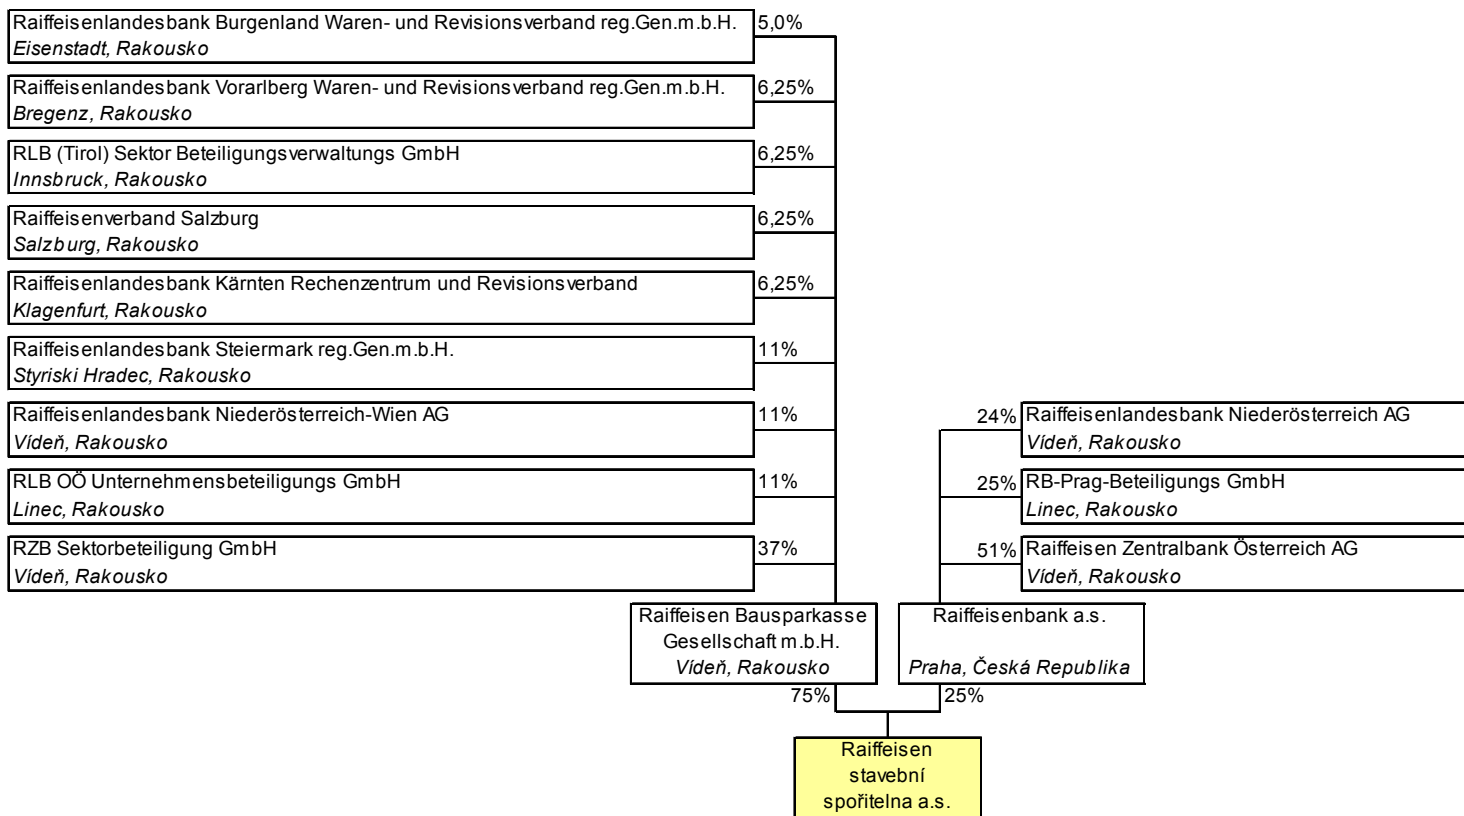 Raiffeisenlandesbank Burgenland Waren- und Revisionsverband reg.Gen.m.b.H.
Eisenstadt, Rakousko
5,0%
Raiffeisenlandesbank Vorarlberg Waren- und Revisionsverband reg.Gen.m.b.H.
Bregenz, Rakousko
6,25%
RLB (Tirol) Sektor Beteiligungsverwaltungs GmbH
Innsbruck, Rakousko
6,25%
Raiffeisenverband Salzburg
Salzburg, Rakousko
6,25%
Raiffeisenlandesbank Kärnten Rechenzentrum und Revisionsverband
Klagenfurt, Rakousko
6,25%
Raiffeisenlandesbank Steiermark reg.Gen.m.b.H.
Styriski Hradec, Rakousko
11%
Raiffeisenlandesbank Niederösterreich-Wien AG
Vídeň, Rakousko
11%
RLB OÖ Unternehmensbeteiligungs GmbH
Linec, Rakousko
11%
RZB Sektorbeteiligung GmbH
Vídeň, Rakousko
37%
24%
Raiffeisenlandesbank Niederösterreich AG
Vídeň, Rakousko
25%
RB-Prag-Beteiligungs GmbH
Linec, Rakousko
51%
Raiffeisen Zentralbank Österreich AG
Vídeň, Rakousko
Raiffeisen Bausparkasse
Gesellschaft m.b.H.
Vídeň, Rakousko
75%
Raiffeisenbank a.s.
Praha, Česká Republika
25%
Raiffeisen
stavební
spořitelna a.s.